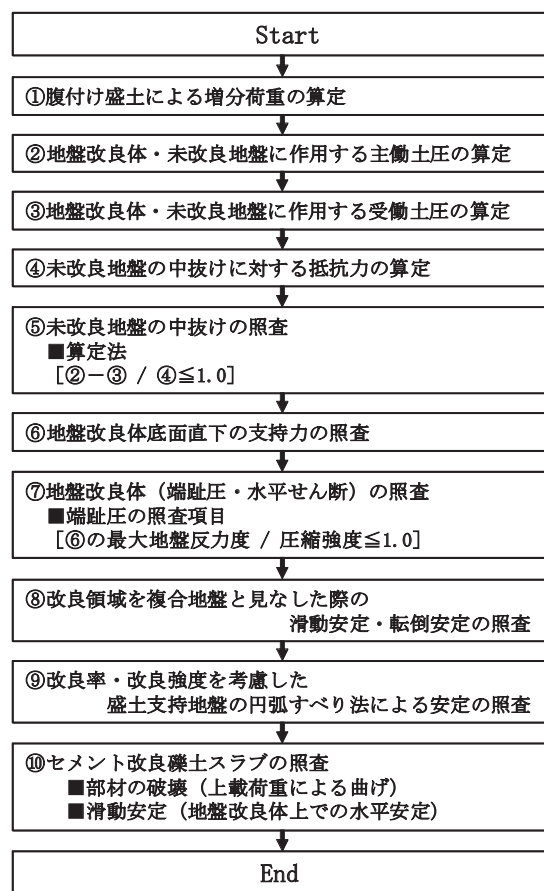 Start
①腹付け盛土による増分荷重の算定
②地盤改良体・未改良地盤に作用する主働土圧の算定
③地盤改良体・未改良地盤に作用する受働土圧の算定
④未改良地盤の中抜けに対する抵抗力の算定
⑤未改良地盤の中抜けの照査
■算定法
[②－③ / ④≦1.0]
⑥地盤改良体底面直下の支持力の照査
⑦地盤改良体（端趾圧・水平せん断）の照査
■端趾圧の照査項目
[⑥の最大地盤反力度 / 圧縮強度≦1.0]
⑧改良領域を複合地盤と見なした際の
滑動安定・転倒安定の照査
⑨改良率・改良強度を考慮した
盛土支持地盤の円弧すべり法による安定の照査
⑩セメント改良礫土スラブの照査
■部材の破壊（上載荷重による曲げ）
■滑動安定（地盤改良体上での水平安定）
End